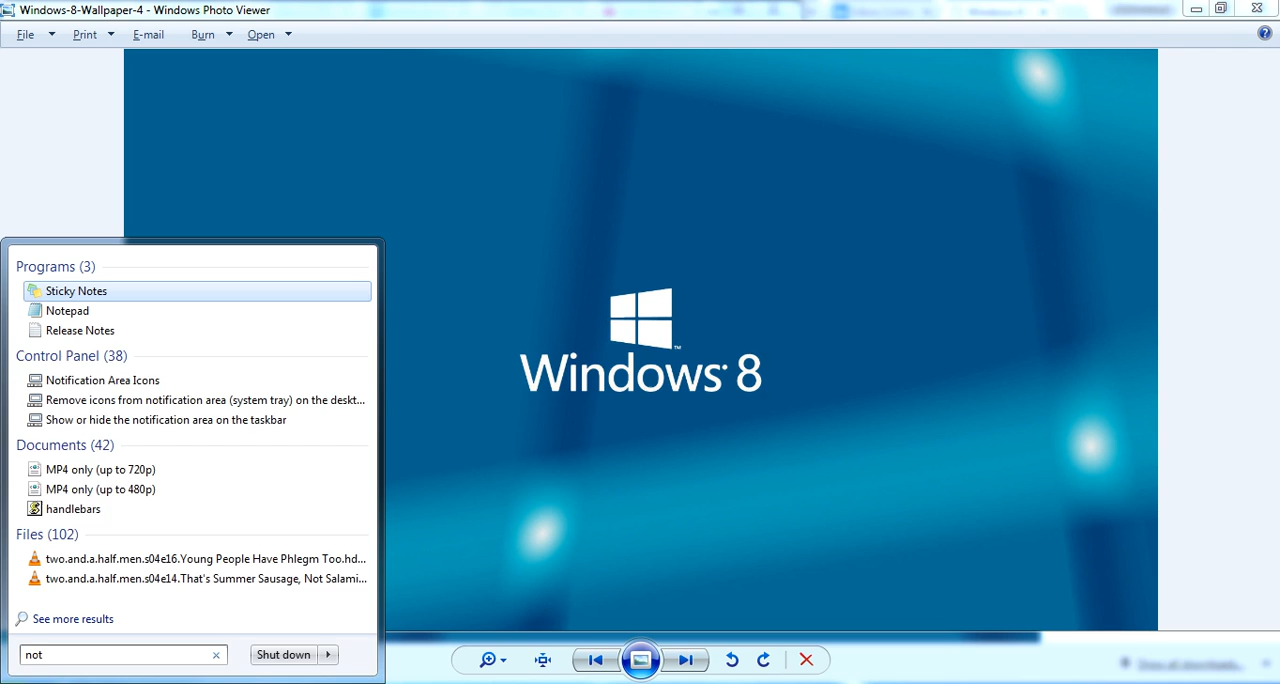 Windows-8-Wallpaper-4 - Windows Photo Viewer
File Print E-mail Burn Open
Windows 8
Programs (3)
Sticky Notes
Notepad
Release Notes
Control Panel (38)
Notification Area Icons
Remove icons from notification area (system tray) on the deskt...
Show or hide the notification area on the taskbar
Documents (42)
MP4 only (up to 720p)
MP4 only (up to 480p)
handlebars
Files (102)
two.and.a.half.men.s04e16.Young People Have Phlegm Too.hd...
two.and.a.half.men.s04e14.That's Summer Sausage, Not Salami...
See more results
not
Shut down
Show all downloads...